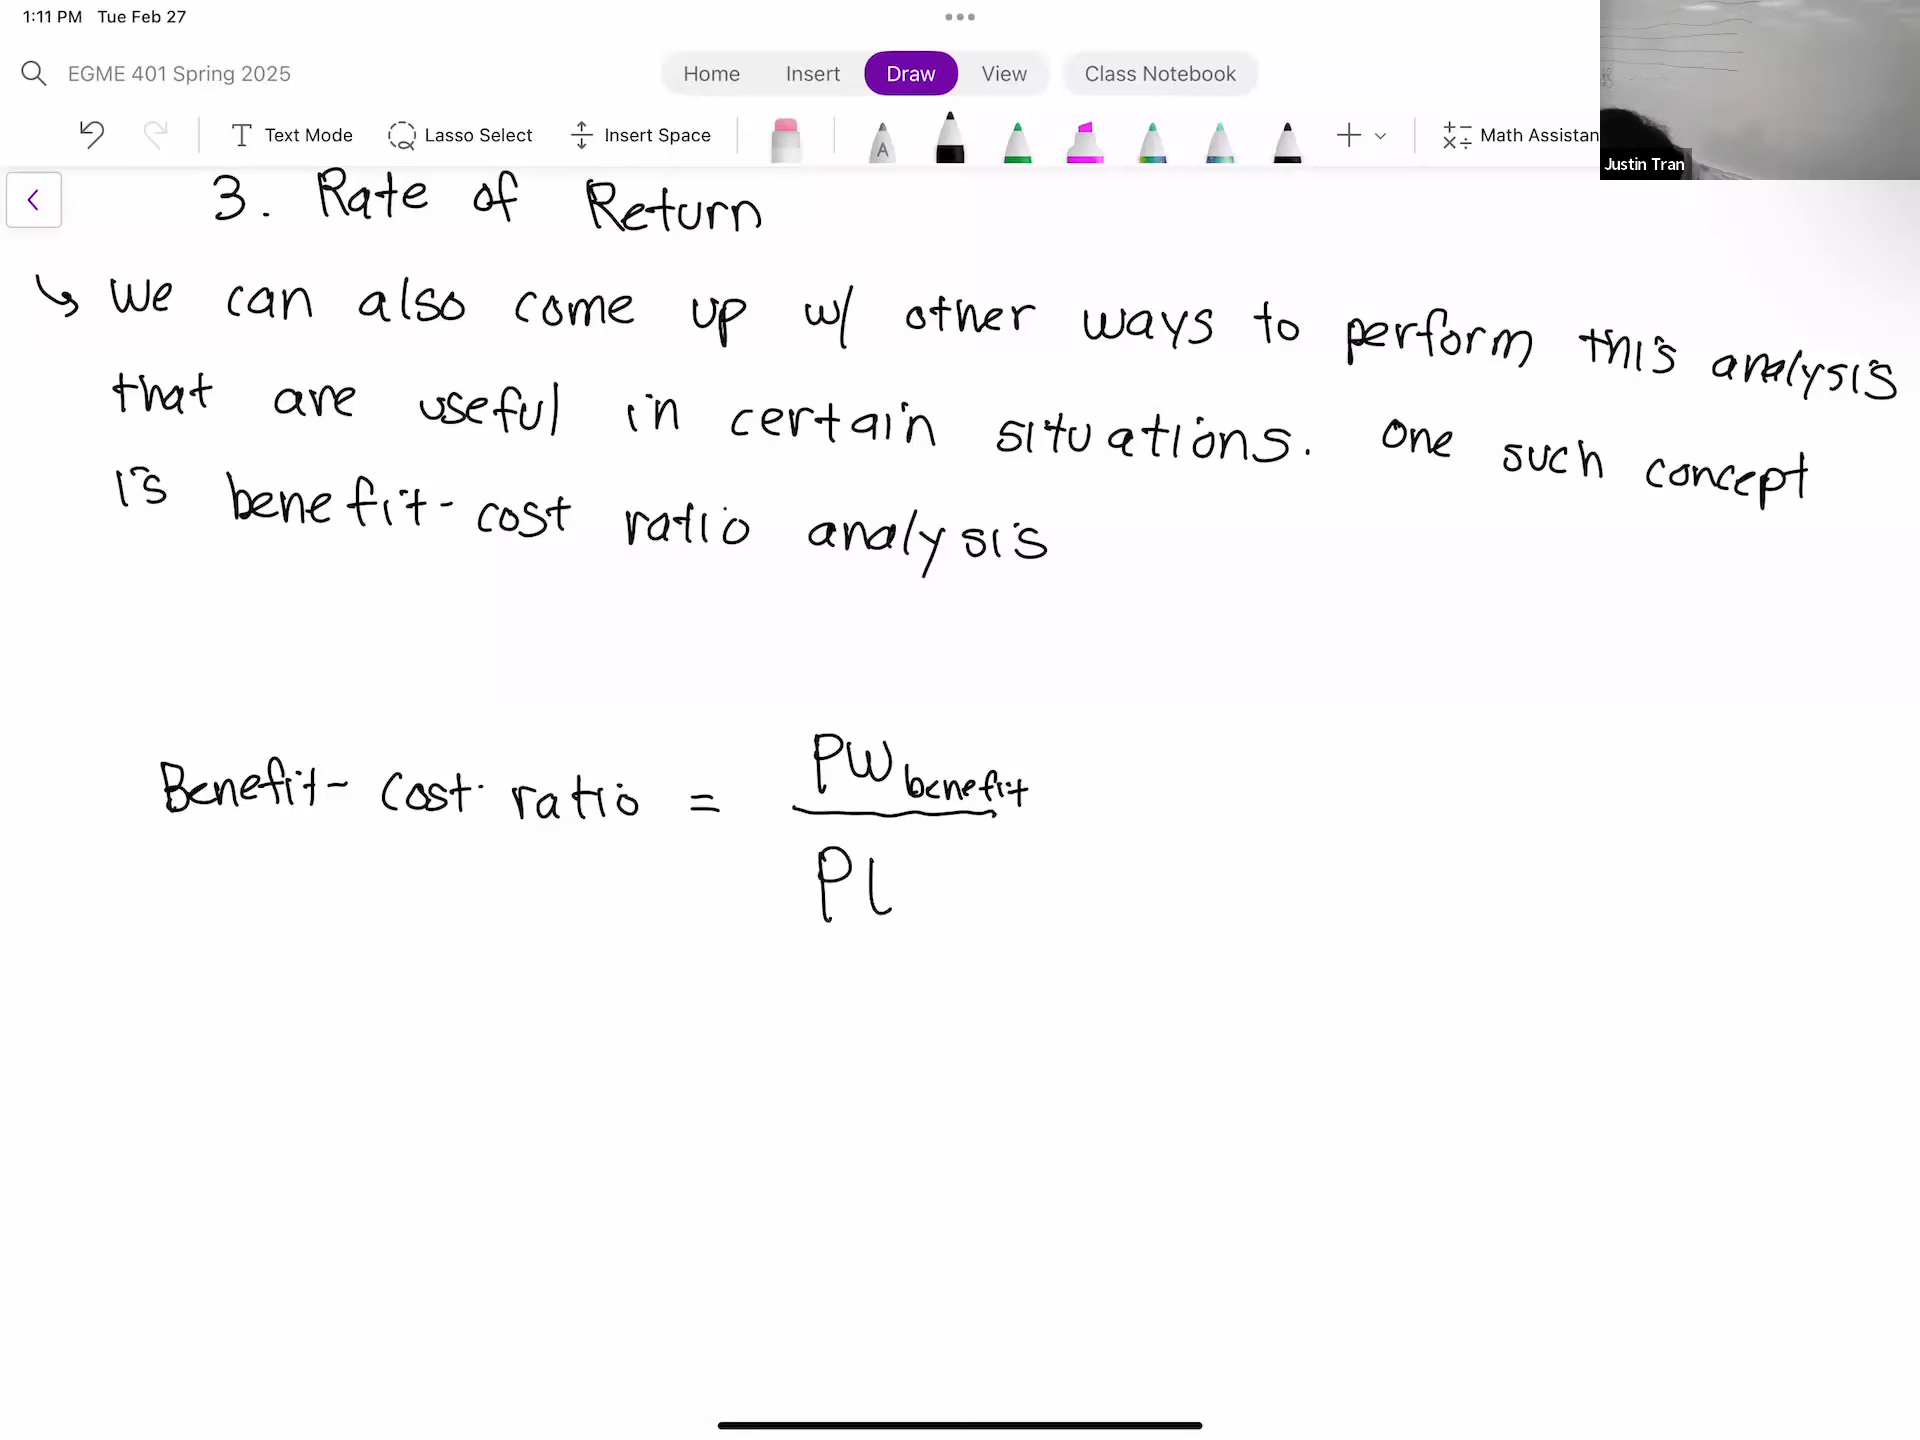 1:11 PM Tue Feb 27
EGME 401 Spring 2025
Home Insert Draw View Class Notebook
Text Mode Lasso Select Insert Space A Math Assistan
Justin Tran
3. Rate of Return
↳ We can also come up w/ other ways to perform this analysis
that are useful in certain situations. One such concept
is benefit-cost ratio analysis
PW benefit
Benefit-cost ratio =
PL